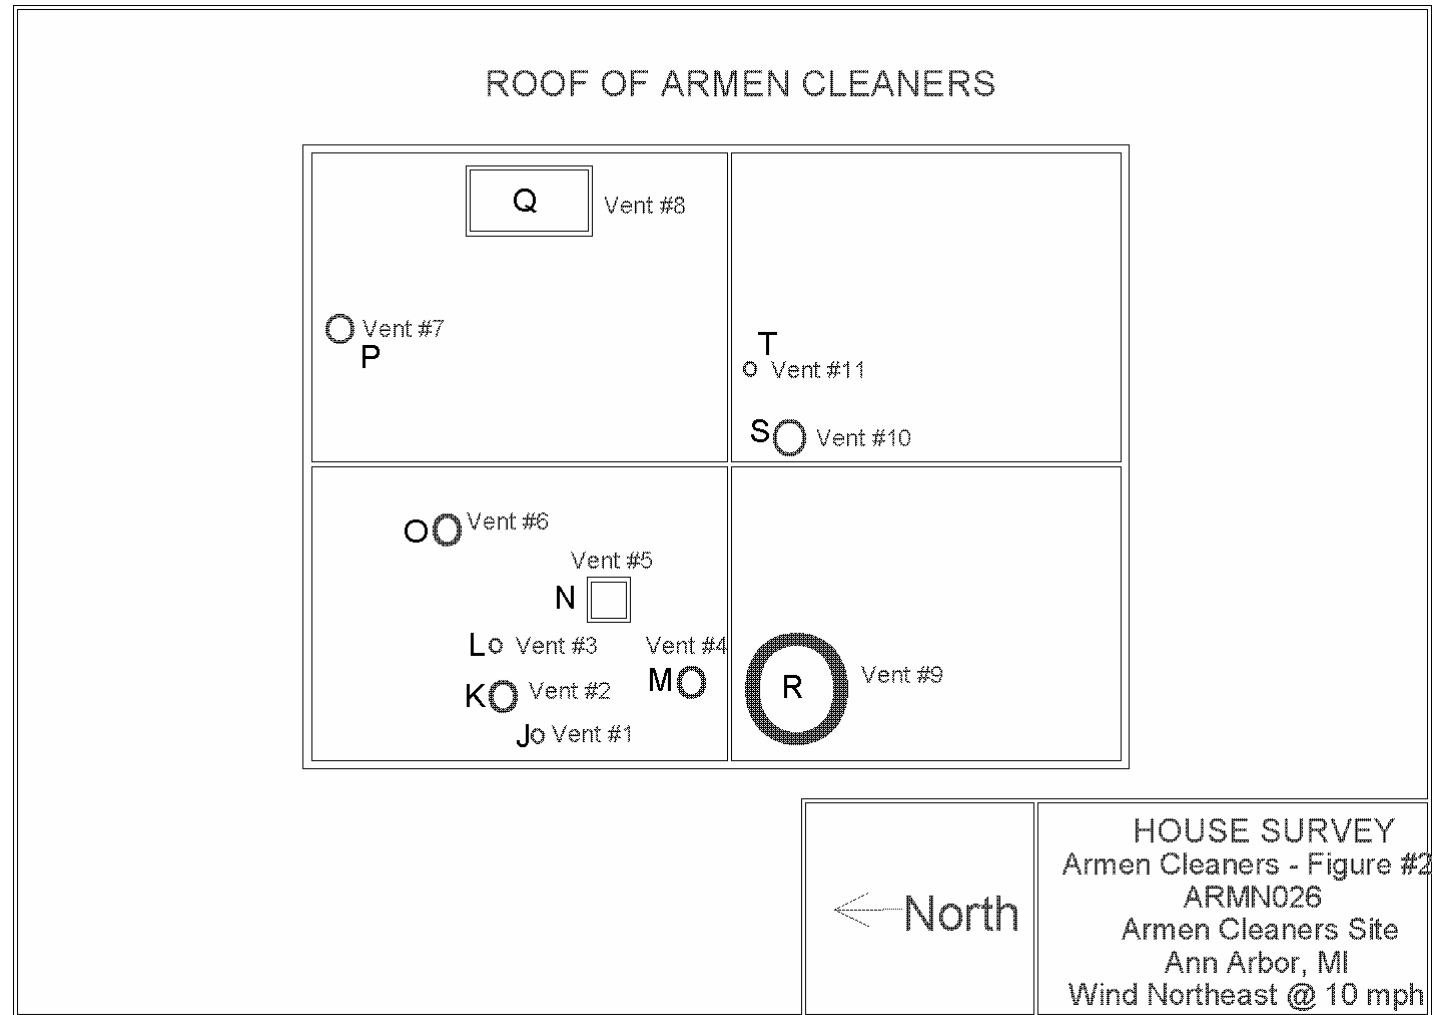 ROOF OF ARMEN CLEANERS
Q
Vent #8
Vent #7
P
T
Vent #11
S
Vent #10
O
Vent #6
Vent #5
N
L
Vent #3
Vent #4
K
Vent #2
M
R
Vent #9
J
Vent #1
HOUSE SURVEY
Armen Cleaners - Figure #2
ARMN026
North
Armen Cleaners Site
Ann Arbor, MI
Wind Northeast @ 10 mph